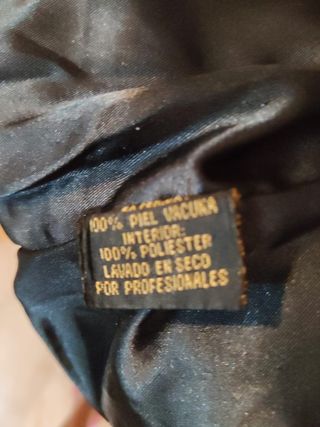 100% PIEL VACUNA
INTERIOR:
100% POLIESTER
LAVADO EN SECO
POR PROFESIONALES